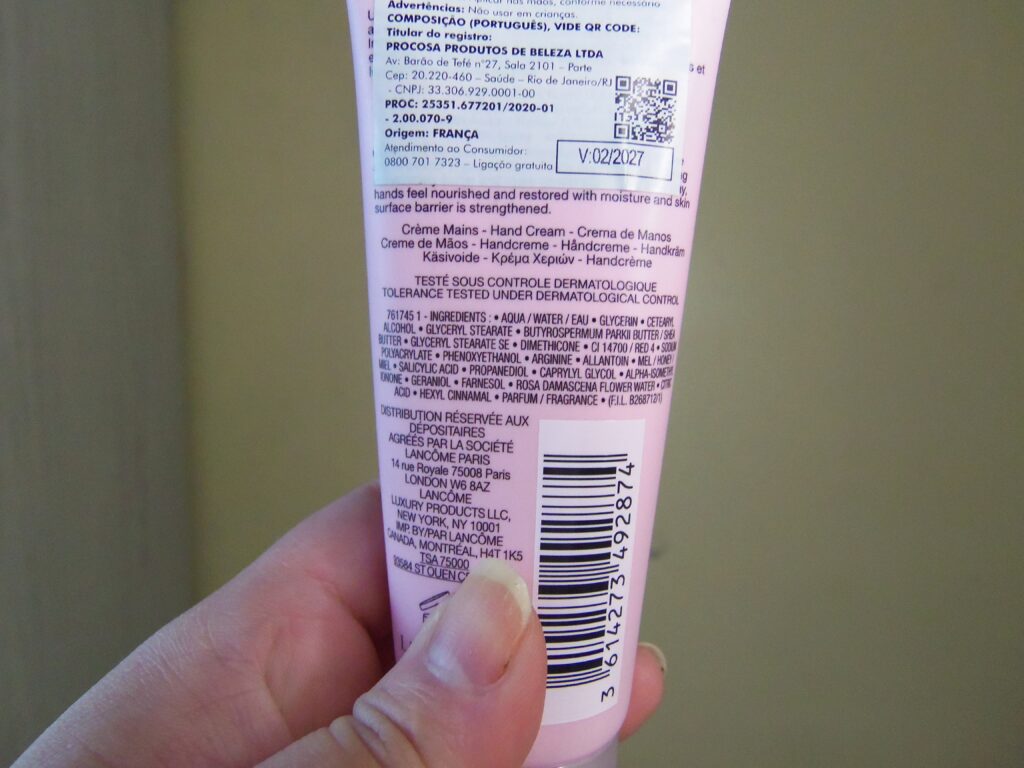 nas mãos, conforme necessário
Advertências: Não usar em crianças.
COMPOSIÇÃO (PORTUGUÊS), VIDE QR CODE:
Titular do registro:
PROCOSA PRODUTOS DE BELEZA LTDA
Av: Barão de Tefé n°27, Sala 2101 – Parte
Cep: 20.220-460 – Saúde – Rio de Janeiro/RJ
- CNPJ: 33.306.929.0001-00
PROC: 25351.677201/2020-01
- 2.00.070-9
Origem: FRANÇA
Atendimento ao Consumidor:
0800 701 7323 – Ligação gratuita
V:02/2027
hands feel nourished and restored with moisture and skin
surface barrier is strengthened.
Crème Mains - Hand Cream - Crema de Manos
Creme de Mãos - Handcreme - Håndcreme - Handkräm
Käsivoide - Κρέμα Χεριών - Handcrème
TESTÉ SOUS CONTROLE DERMATOLOGIQUE
TOLERANCE TESTED UNDER DERMATOLOGICAL CONTROL
761745 1 - INGREDIENTS : • AQUA / WATER / EAU • GLYCERIN • CETEARYL
ALCOHOL • GLYCERYL STEARATE • BUTYROSPERMUM PARKII BUTTER / SHEA
BUTTER • GLYCERYL STEARATE SE • DIMETHICONE • CI 14700 / RED 4 • SODIUM
POLYACRYLATE • PHENOXYETHANOL • ARGININE • ALLANTOIN • MEL / HONEY /
MIEL • SALICYLIC ACID • PROPANEDIOL • CAPRYLYL GLYCOL • ALPHA-ISOMETHYL
IONONE • GERANIOL • FARNESOL • ROSA DAMASCENA FLOWER WATER • CITRIC
ACID • HEXYL CINNAMAL • PARFUM / FRAGRANCE • (F.I.L. B268712/1)
DISTRIBUTION RÉSERVÉE AUX
DÉPOSITAIRES
AGRÉÉS PAR LA SOCIÉTÉ
LANCÔME PARIS
14 rue Royale 75008 Paris
LONDON W6 8AZ
LANCÔME
LUXURY PRODUCTS LLC,
NEW YORK, NY 10001
IMP. BY/PAR LANCÔME
CANADA, MONTRÉAL, H4T 1K5
TSA 75000
93584 ST OUEN
3 614273 492874